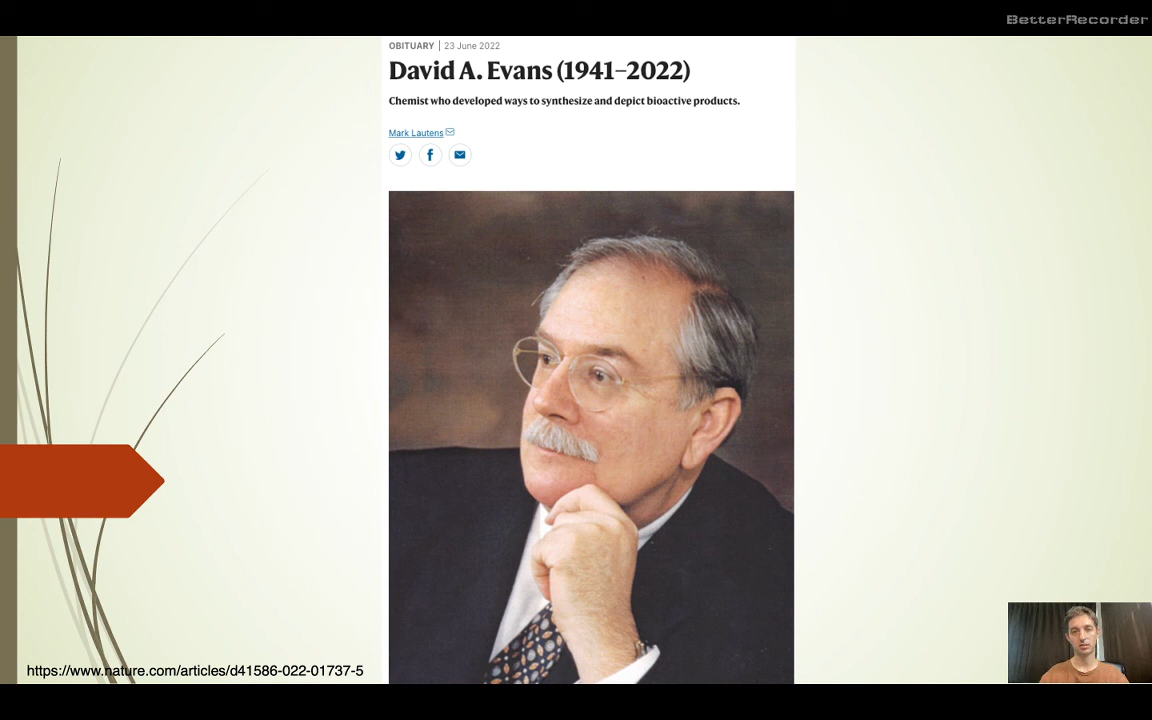 BetterRecorder
OBITUARY | 23 June 2022
David A. Evans (1941–2022)
Chemist who developed ways to synthesize and depict bioactive products.
Mark Lautens
https://www.nature.com/articles/d41586-022-01737-5